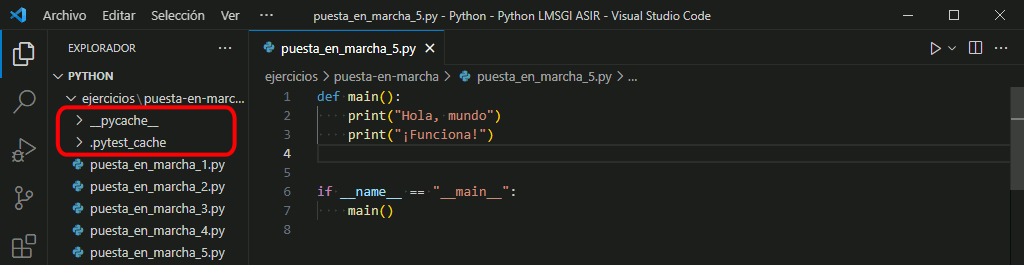 Archivo Editar Selección Ver ··· puesta_en_marcha_5.py - Python - Python LMSGI ASIR - Visual Studio Code
EXPLORADOR ···
PYTHON
ejercicios\puesta-en-marc...
__pycache__
.pytest_cache
puesta_en_marcha_1.py
puesta_en_marcha_2.py
puesta_en_marcha_3.py
puesta_en_marcha_4.py
puesta_en_marcha_5.py
puesta_en_marcha_5.py
ejercicios > puesta-en-marcha > puesta_en_marcha_5.py > ...
1 def main():
2     print("Hola, mundo")
3     print("¡Funciona!")
4
5
6 if __name__ == "__main__":
7     main()
8